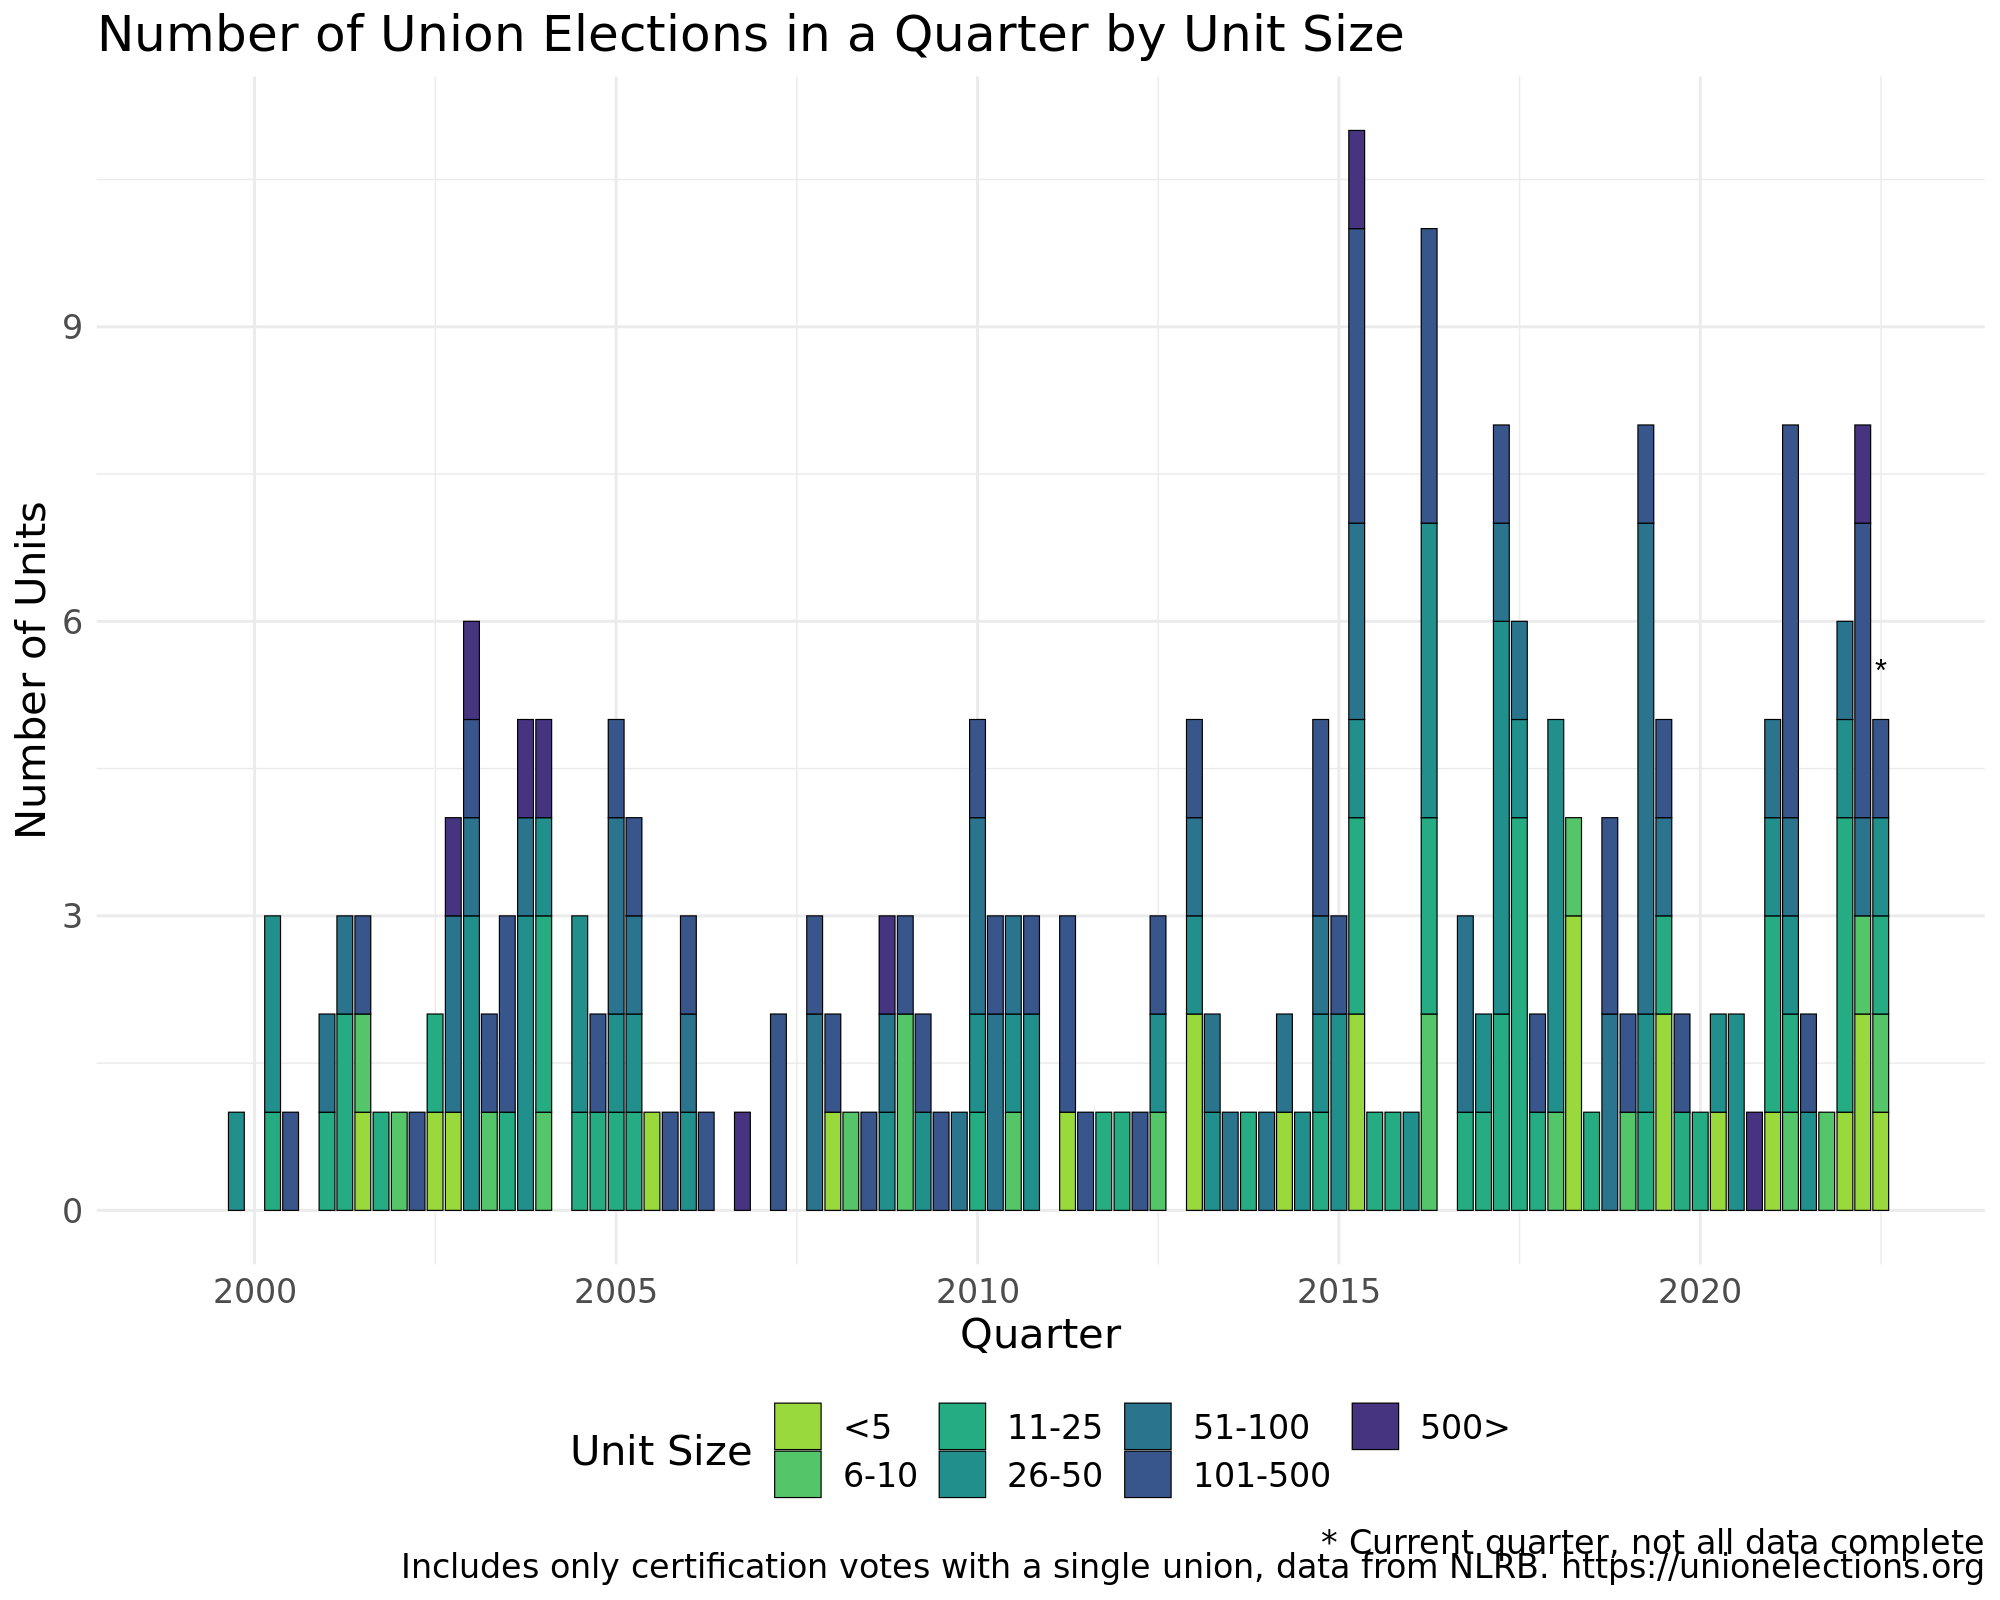 Number of Union Elections in a Quarter by Unit Size
Number of Units
9
6
3
0
*
2000 2005 2010 2015 2020
Quarter
Unit Size
<5 11-25 51-100 500>
6-10 26-50 101-500
* Current quarter, not all data complete
Includes only certification votes with a single union, data from NLRB. https://unionelections.org